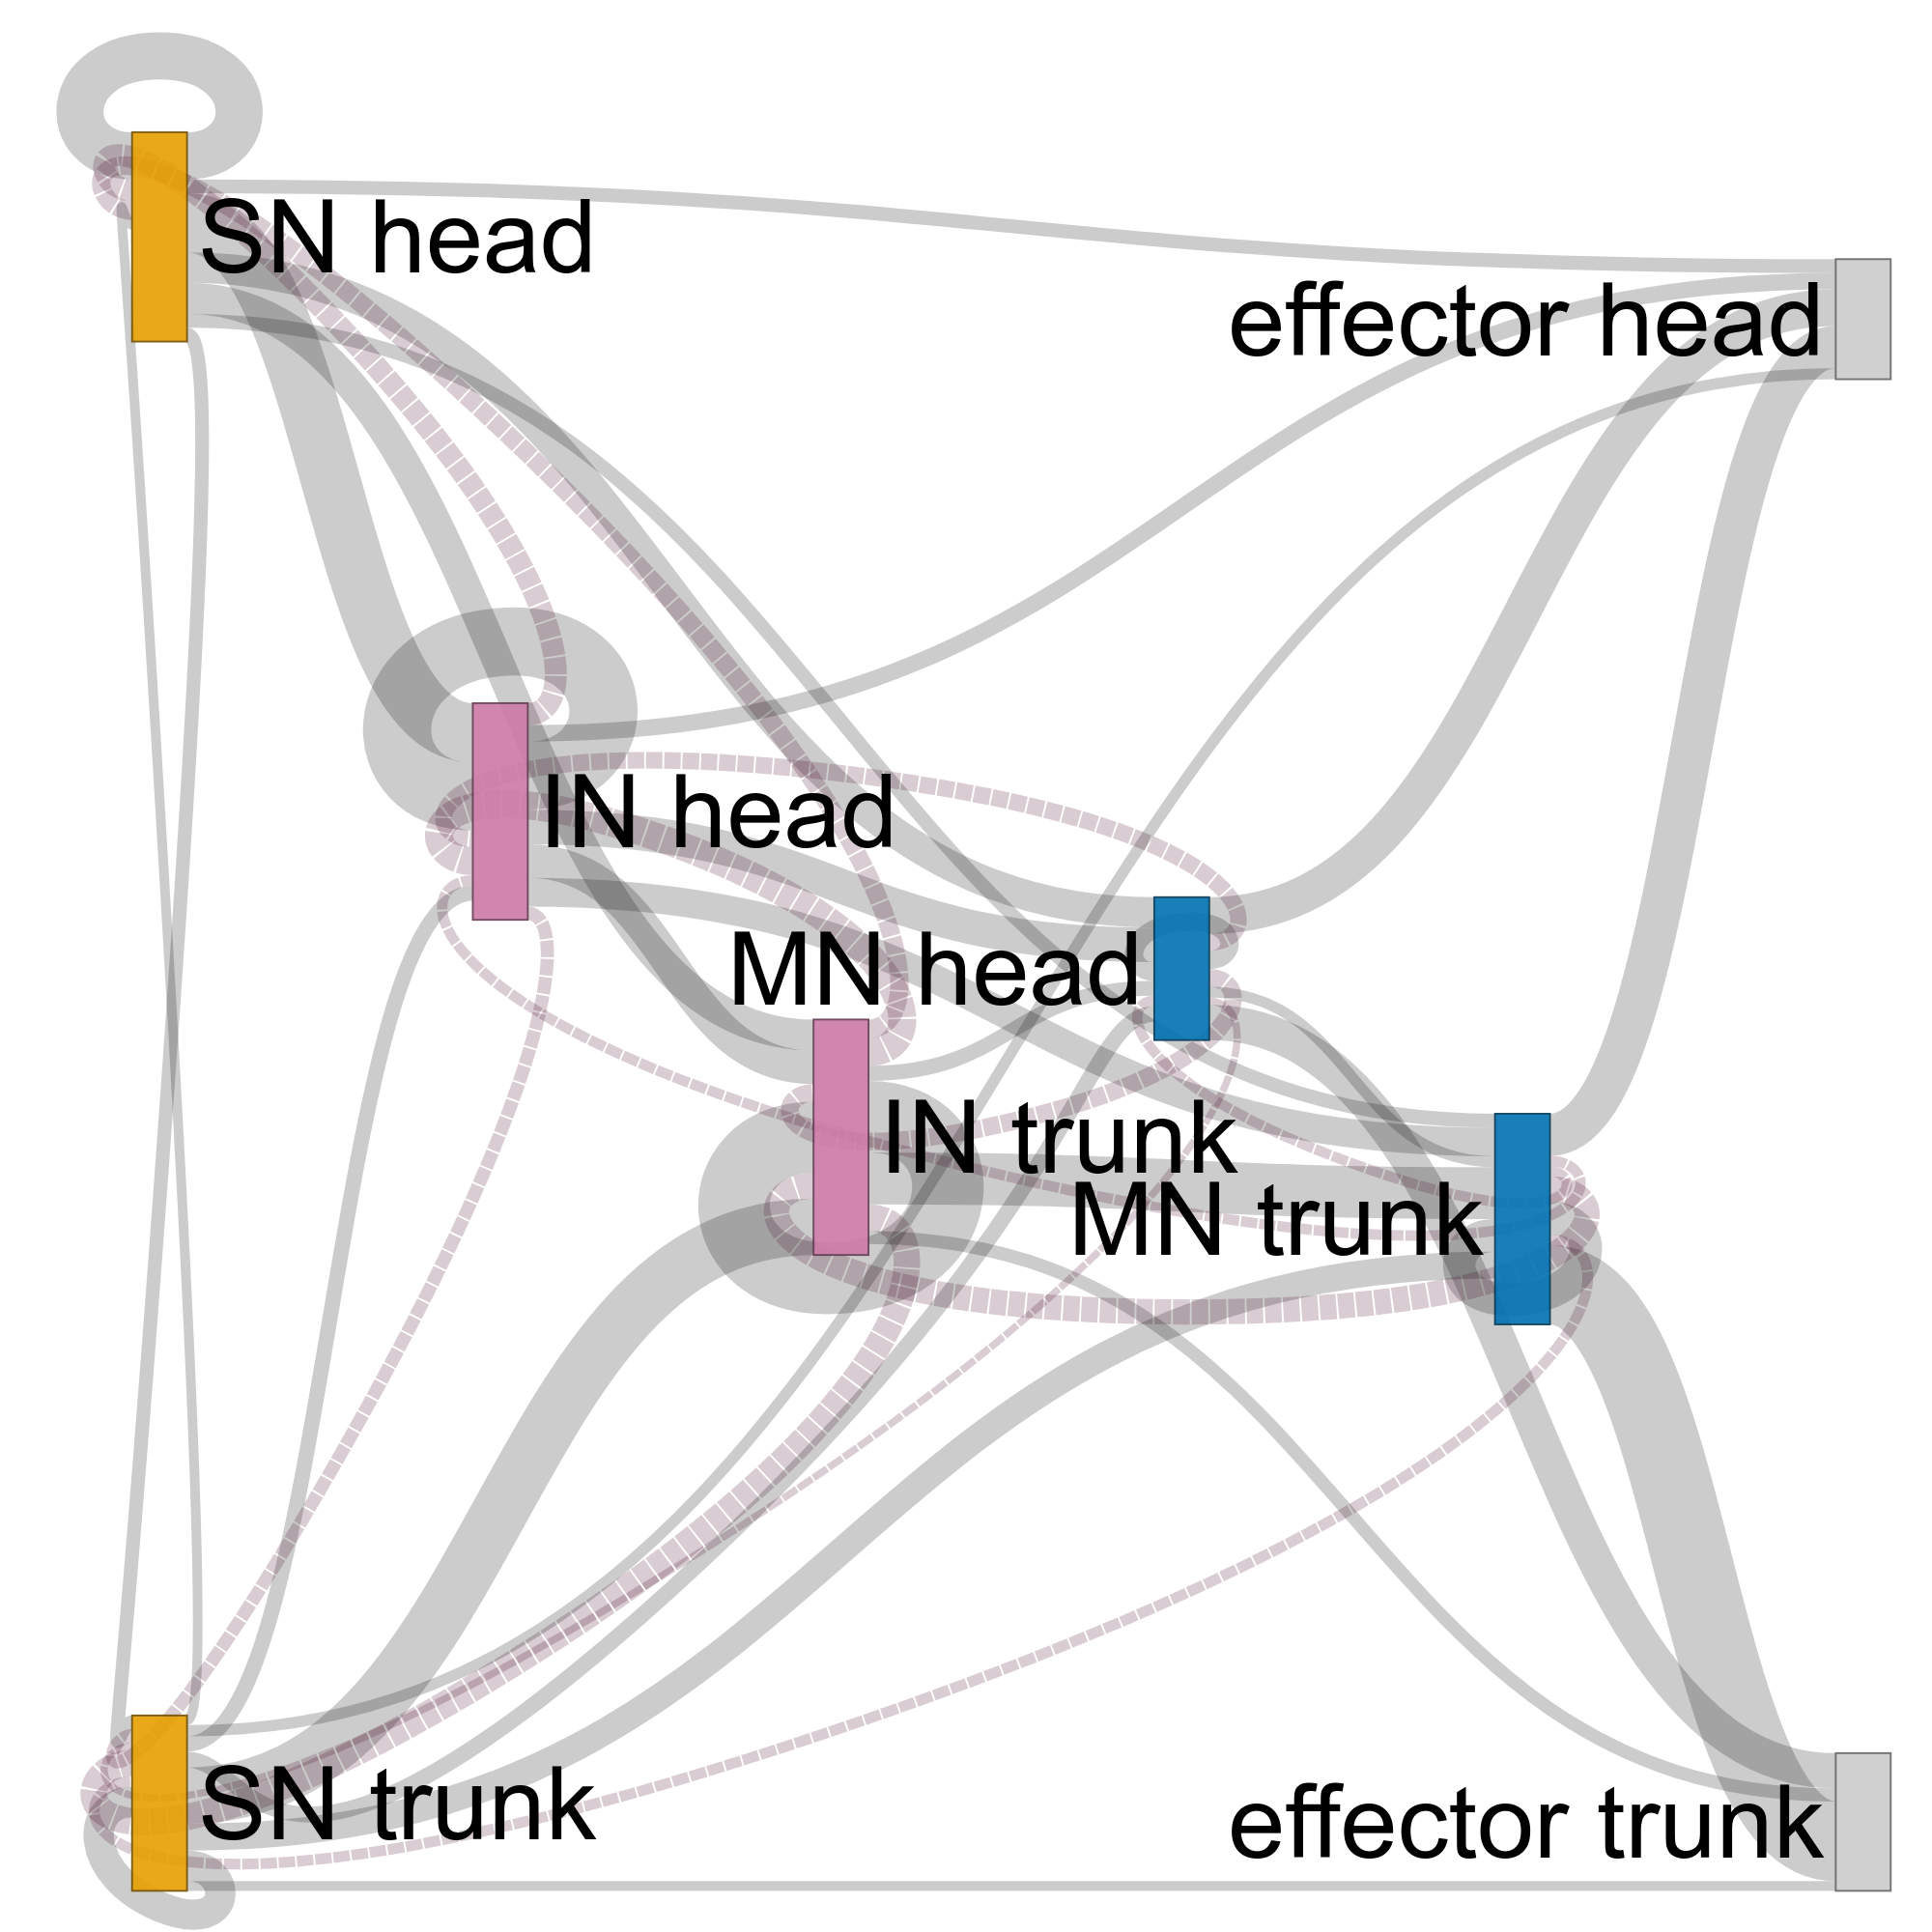 SN head
effector head
IN head
MN head
IN trunk
MN trunk
SN trunk
effector trunk